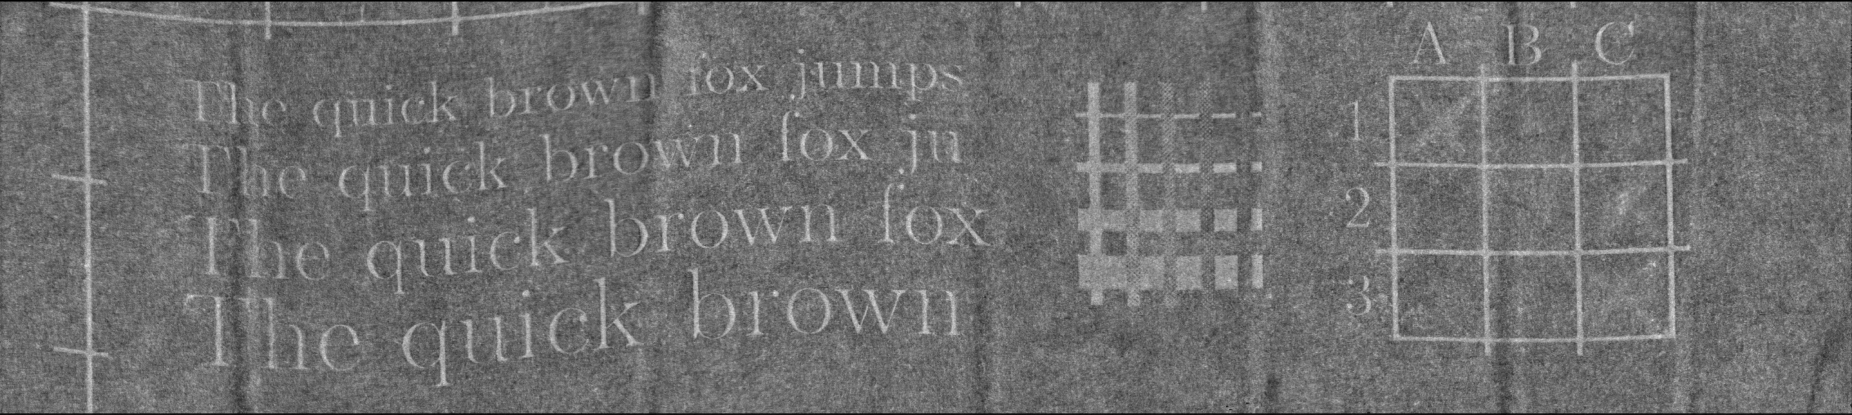 The quick brown fox jumps
The quick brown fox ju
The quick brown fox
The quick brown
A B C
1
2
3